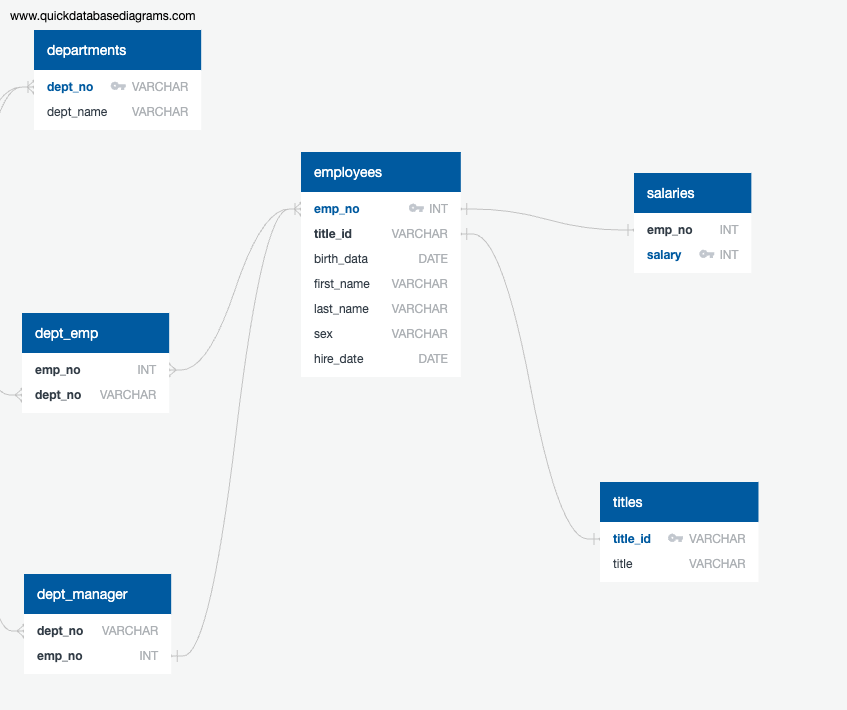 www.quickdatabasediagrams.com
departments
dept_no VARCHAR
dept_name VARCHAR
employees
emp_no INT
title_id VARCHAR
birth_data DATE
first_name VARCHAR
last_name VARCHAR
sex VARCHAR
hire_date DATE
salaries
emp_no INT
salary INT
dept_emp
emp_no INT
dept_no VARCHAR
titles
title_id VARCHAR
title VARCHAR
dept_manager
dept_no VARCHAR
emp_no INT